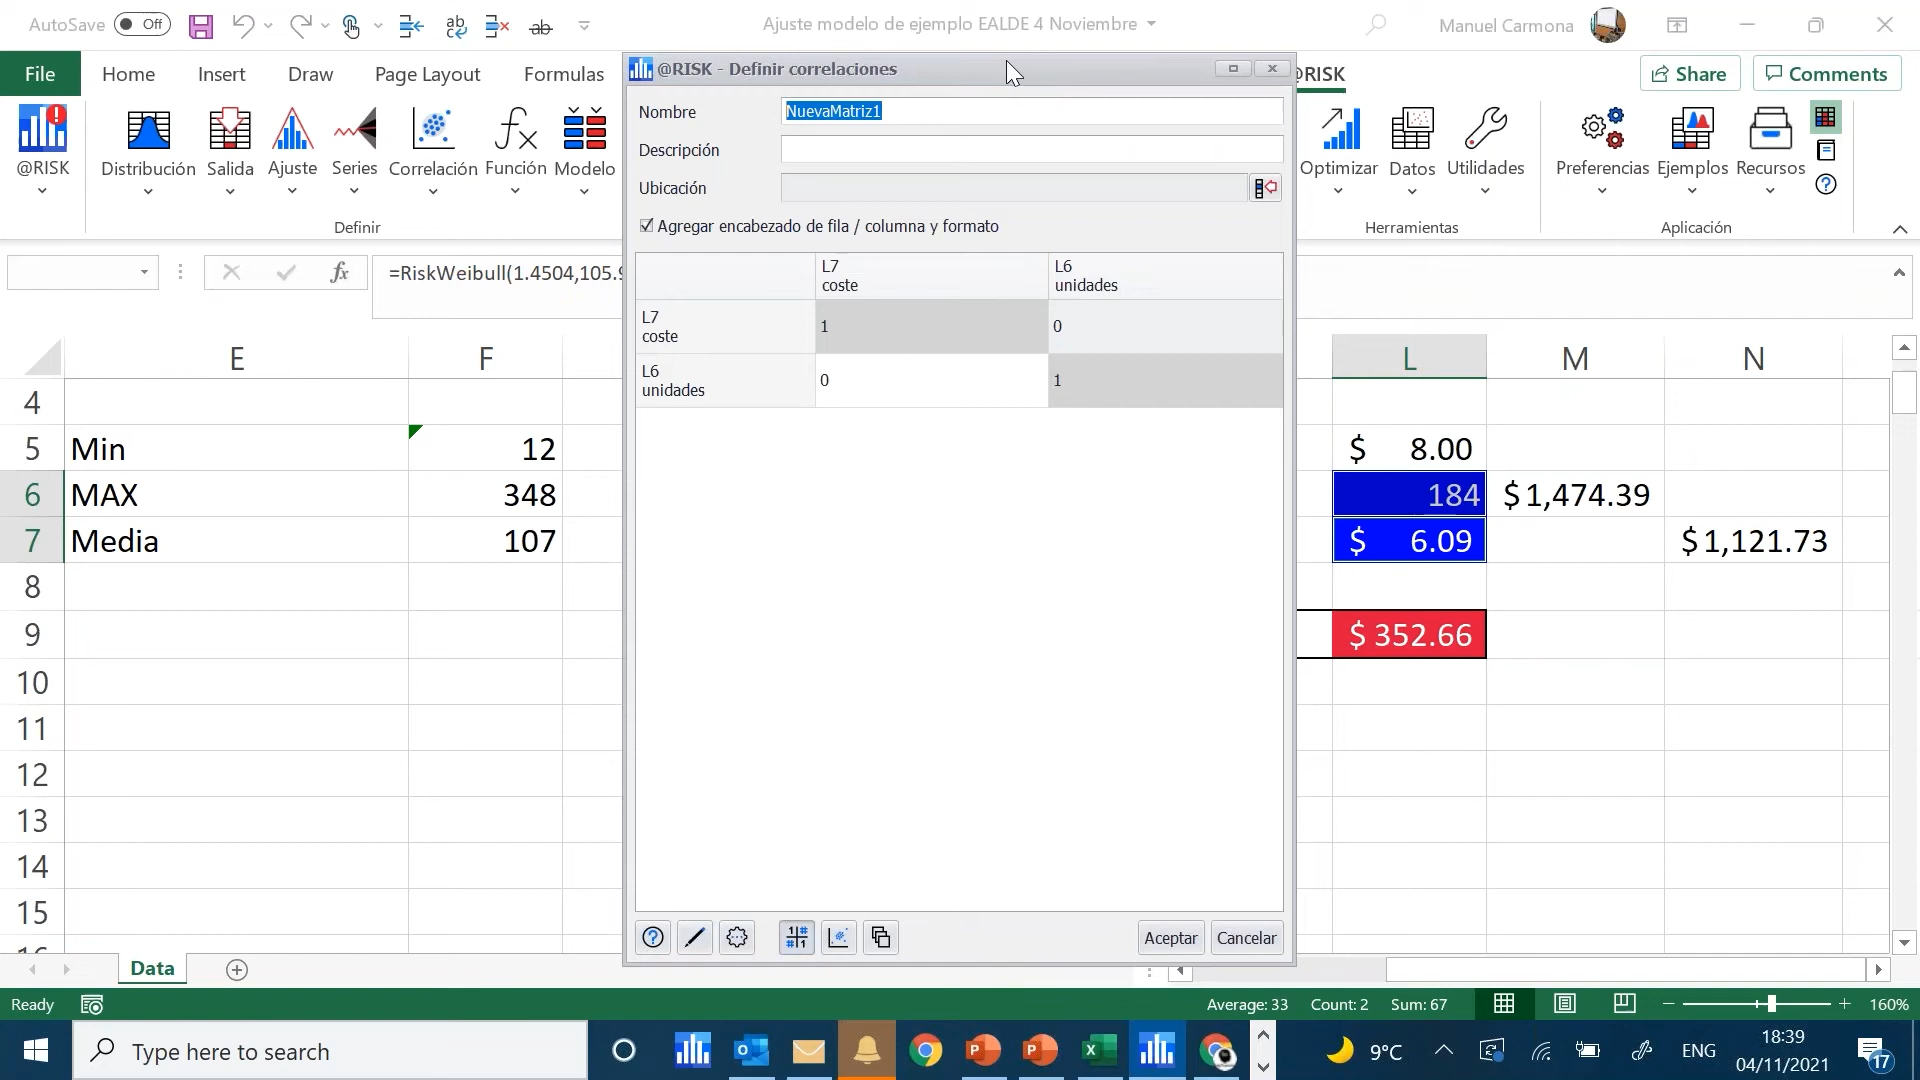 AutoSave Off
Ajuste modelo de ejemplo EALDE 4 Noviembre
Manuel Carmona
File Home Insert Draw Page Layout Formulas
@RISK - Definir correlaciones
RISK
Share
Comments
@RISK
Distribución
Salida
Ajuste
Series
Correlación
Función
Modelo
Definir
Optimizar
Datos
Utilidades
Herramientas
Preferencias
Ejemplos
Recursos
Aplicación
Nombre NuevaMatriz1
Descripción
Ubicación
Agregar encabezado de fila / columna y formato
fx =RiskWeibull(1.4504,105.9
L7
coste
L6
unidades
L7
coste
1 0
L6
unidades
0 1
E F L M N
4
5 Min 12 $ 8.00
6 MAX 348 184 $1,474.39
7 Media 107 $ 6.09 $1,121.73
8
9 $352.66
10
11
12
13
14
15
Aceptar Cancelar
Data
Ready
Average: 33 Count: 2 Sum: 67
160%
Type here to search
9°C
ENG
18:39
04/11/2021
17